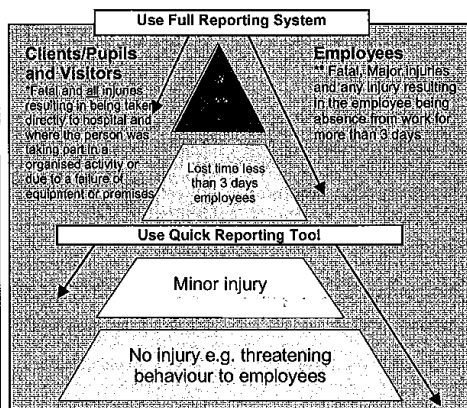 Use Full Reporting System
Clients/Pupils
and Visitors
*Fatal and all injuries
resulting in being taken
directly to hospital and
where the person was
taking part in a
organised activity or
due to a failure of
equipment or premises
Employees
** Fatal, Major injuries
and any injury resulting
in the employee being
absence from work for
more than 3 days
Lost time less
than 3 days
employees
Use Quick Reporting Tool
Minor injury
No injury e.g. threatening
behaviour to employees